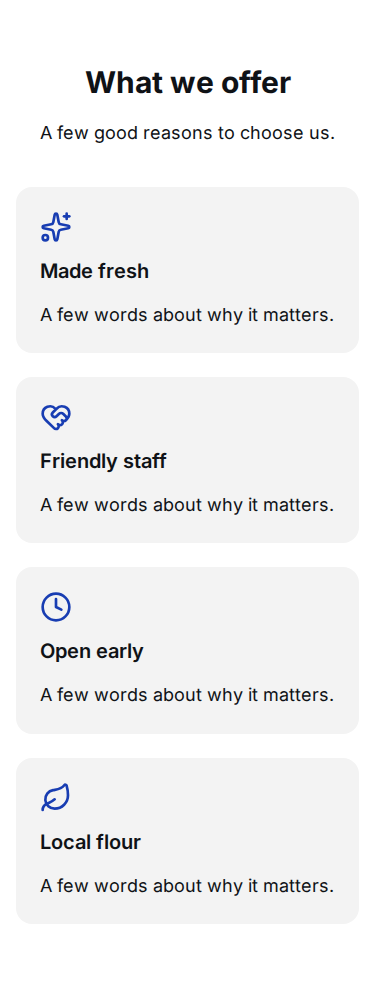 What we offer
A few good reasons to choose us.
Made fresh
A few words about why it matters.
Friendly staff
A few words about why it matters.
Open early
A few words about why it matters.
Local flour
A few words about why it matters.